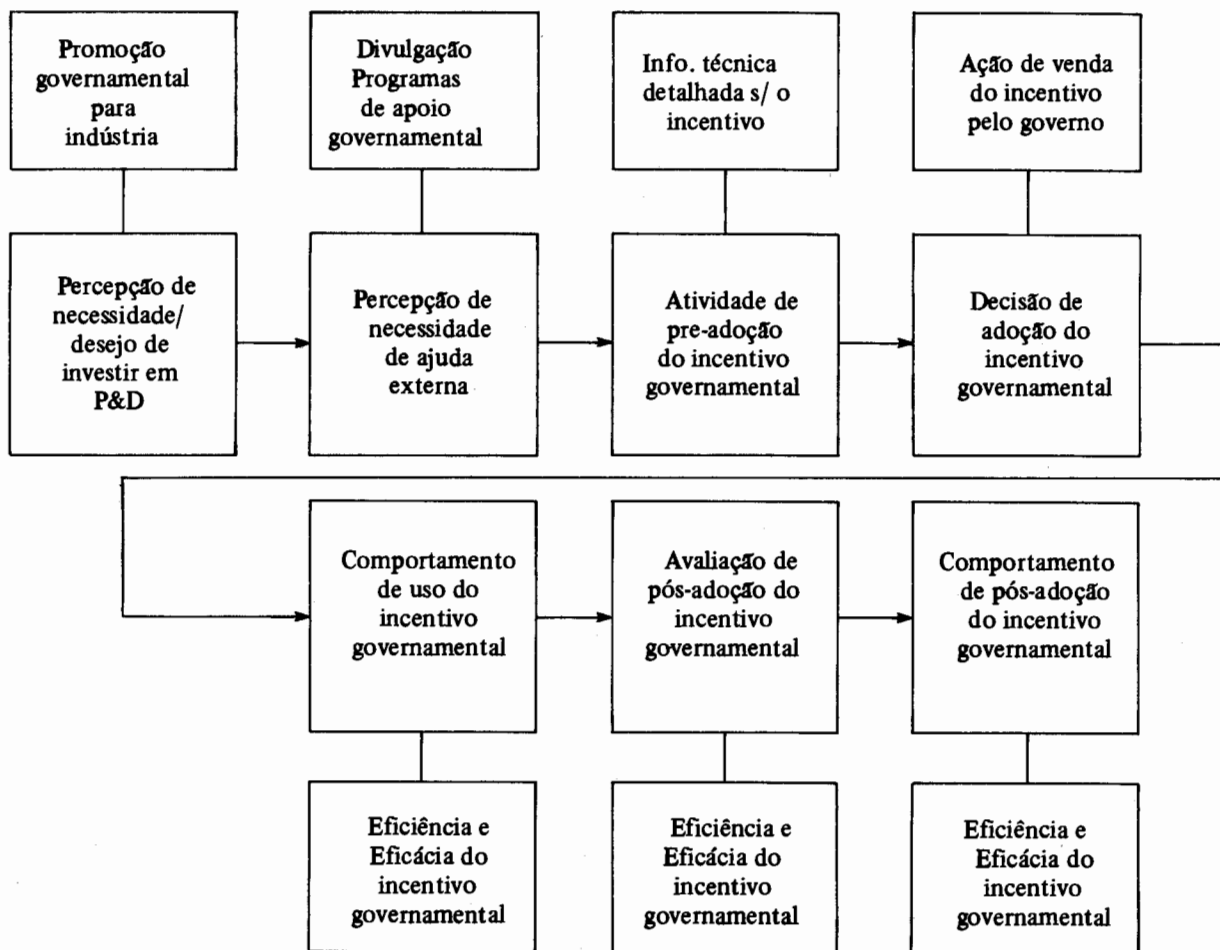 Promoção
governamental
para
indústria
Divulgação
Programas
de apoio
governamental
Info. técnica
detalhada s/ o
incentivo
Ação de venda
do incentivo
pelo governo
Percepção de
necessidade/
desejo de
investir em
P&D
Percepção de
necessidade
de ajuda
externa
Atividade de
pre-adoção
do incentivo
governamental
Decisão de
adoção do
incentivo
governamental
Comportamento
de uso do
incentivo
governamental
Avaliação de
pós-adoção do
incentivo
governamental
Comportamento
de pós-adoção
do incentivo
governamental
Eficiência e
Eficácia do
incentivo
governamental
Eficiência e
Eficácia do
incentivo
governamental
Eficiência e
Eficácia do
incentivo
governamental